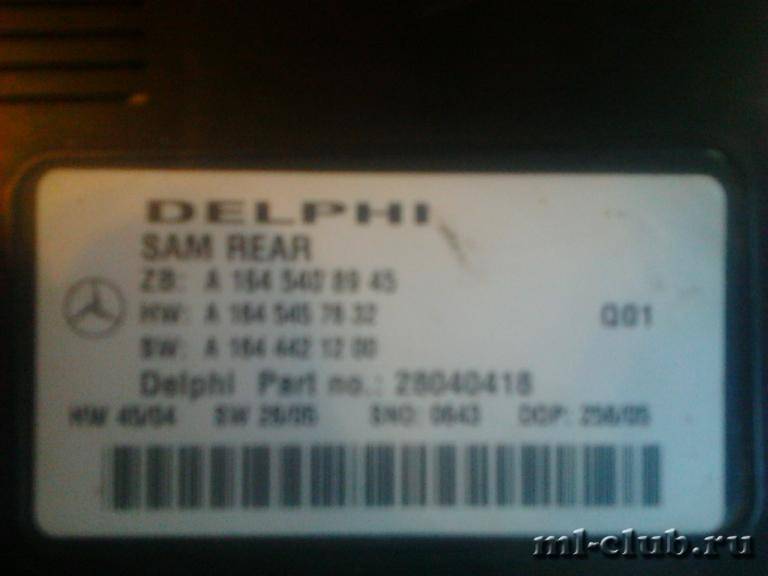 DELPHI
SAM REAR
ZB: A 164 540 89 45
HW: A 164 545 78 32 Q01
SW: A 164 442 12 00
Delphi Part no.: 28040418
HW 45/04 SW 26/05 SNO: 0643 DOP: 256/05
ml-club.ru